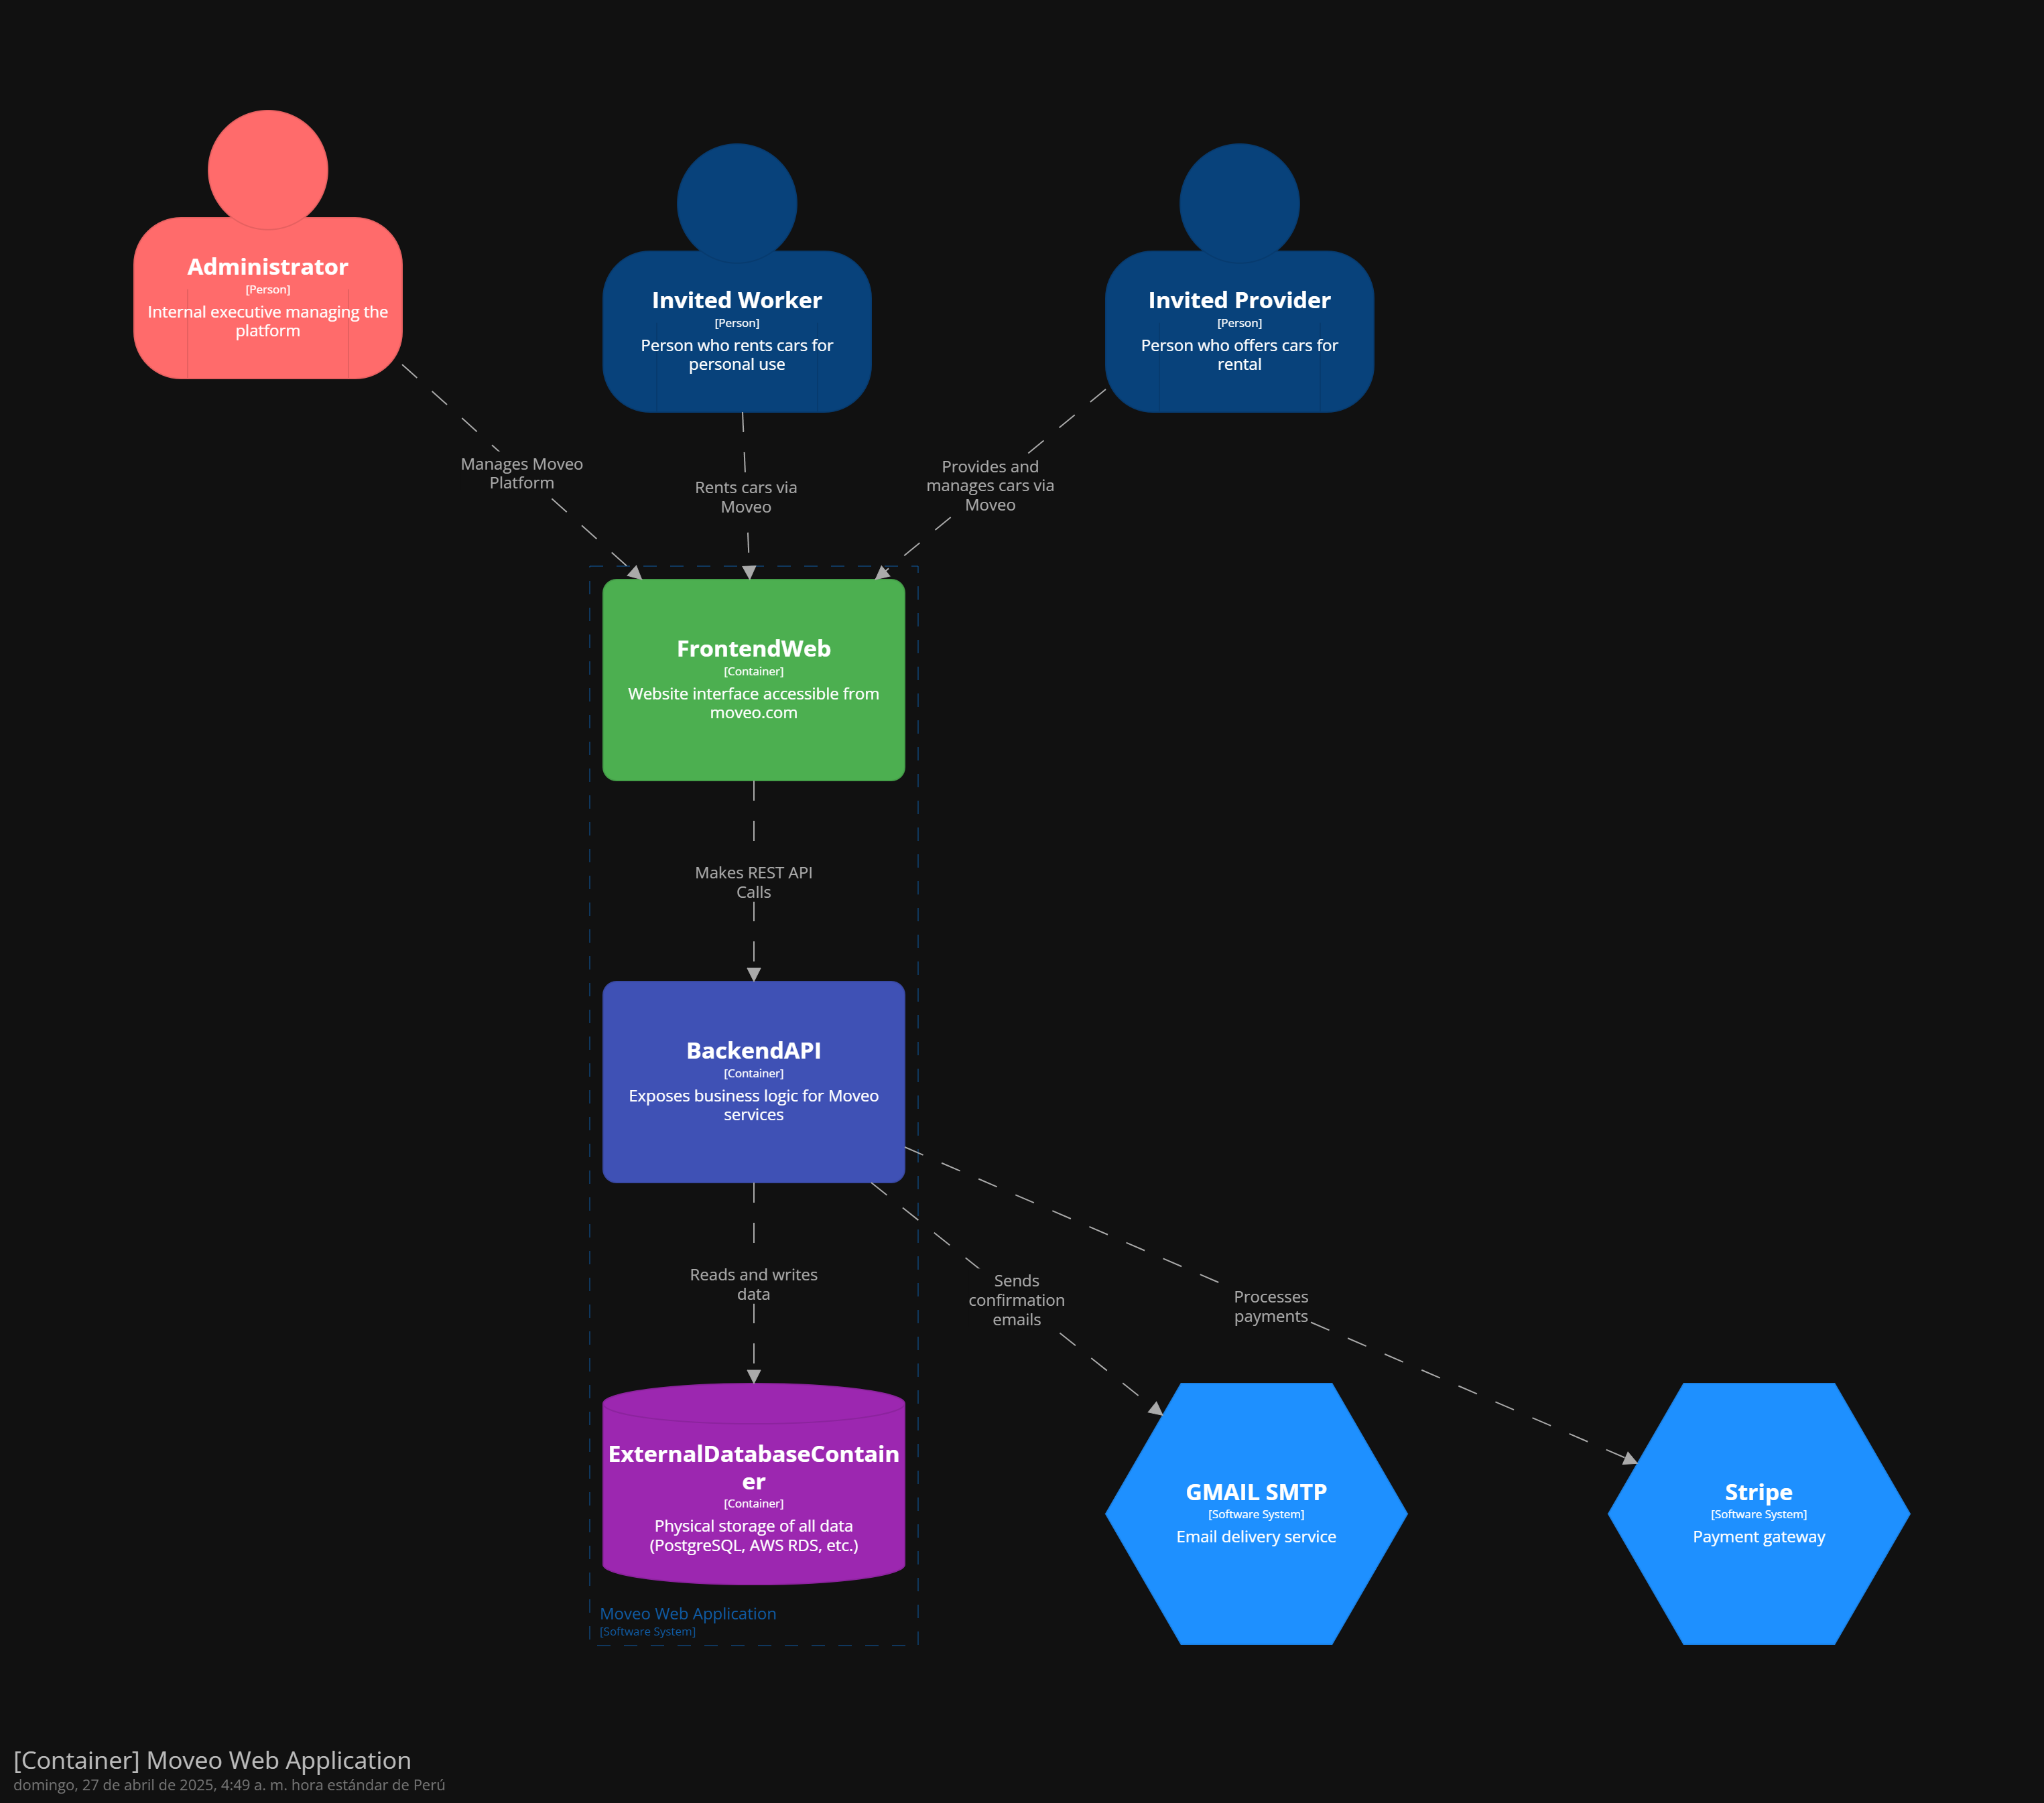 Administrator
[Person]
Internal executive managing the
platform
Invited Worker
[Person]
Person who rents cars for
personal use
Invited Provider
[Person]
Person who offers cars for
rental
Manages Moveo
Platform
Rents cars via
Moveo
Provides and
manages cars via
Moveo
FrontendWeb
[Container]
Website interface accessible from
moveo.com
Makes REST API
Calls
BackendAPI
[Container]
Exposes business logic for Moveo
services
Reads and writes
data
Sends
confirmation
emails
Processes
payments
ExternalDatabaseContain
er
[Container]
Physical storage of all data
(PostgreSQL, AWS RDS, etc.)
GMAIL SMTP
[Software System]
Email delivery service
Stripe
[Software System]
Payment gateway
Moveo Web Application
[Software System]
[Container] Moveo Web Application
domingo, 27 de abril de 2025, 4:49 a. m. hora estándar de Perú